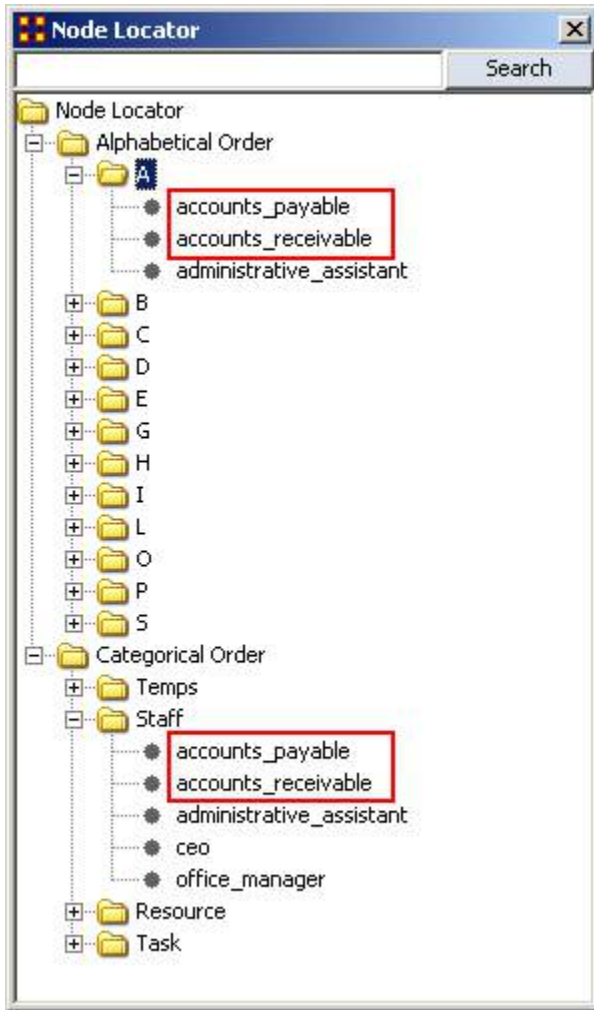 Node Locator
Search
Node Locator
Alphabetical Order
A
accounts_payable
accounts_receivable
administrative_assistant
B
C
D
E
G
H
I
L
O
P
S
Categorical Order
Temps
Staff
accounts_payable
accounts_receivable
administrative_assistant
ceo
office_manager
Resource
Task